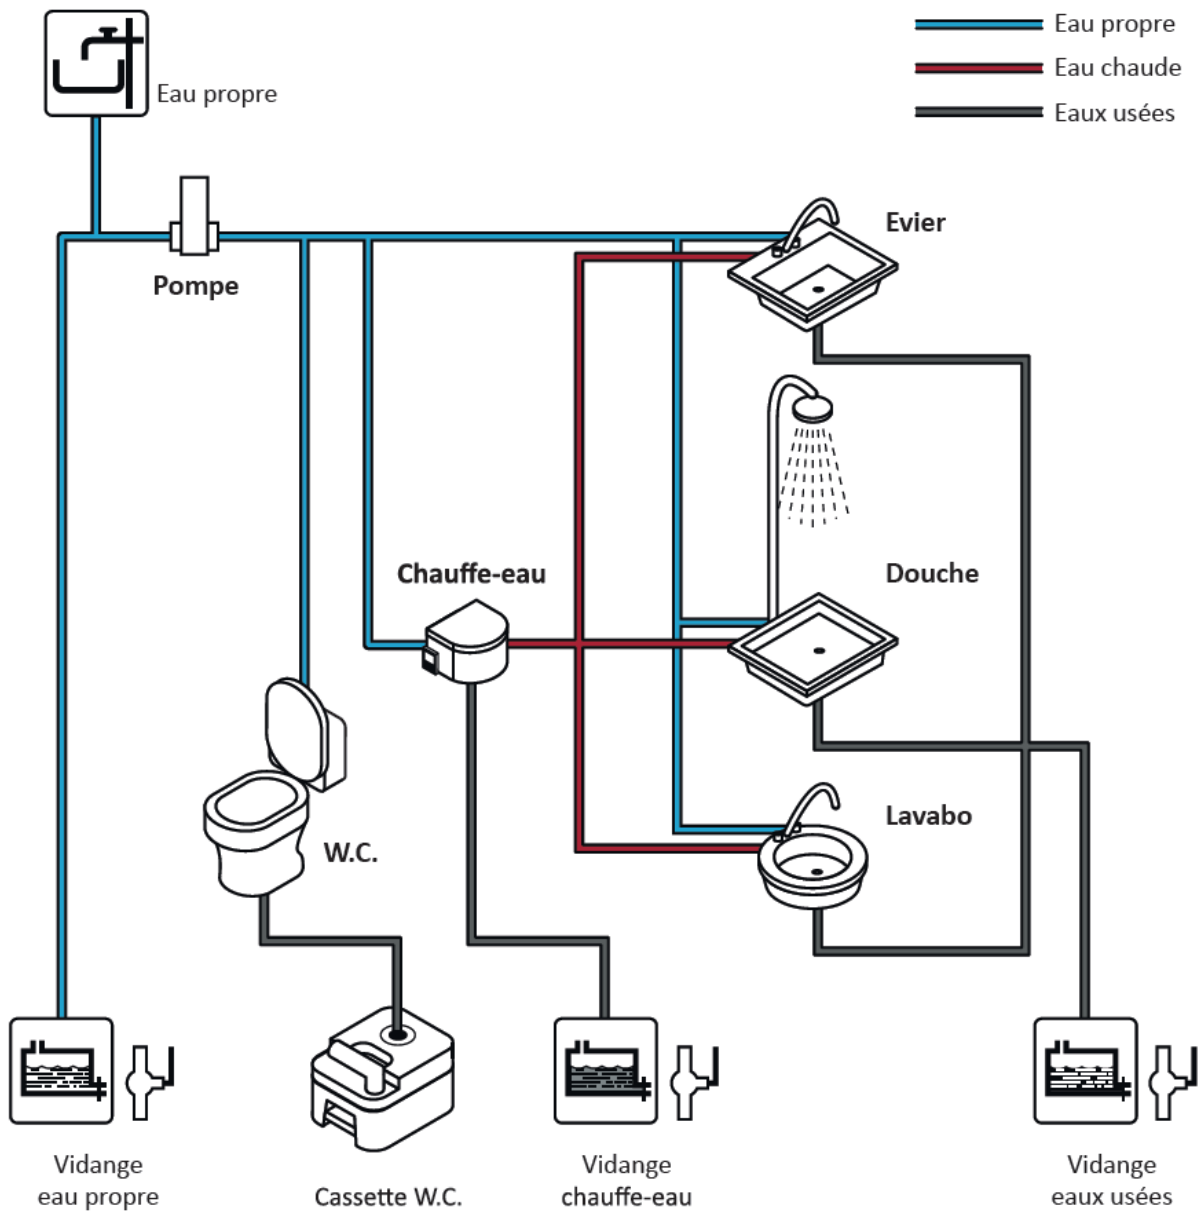 Eau propre
Eau chaude
Eaux usées
Eau propre
Evier
Pompe
Chauffe-eau
Douche
Lavabo
W.C.
Vidange
eau propre
Cassette W.C.
Vidange
chauffe-eau
Vidange
eaux usées